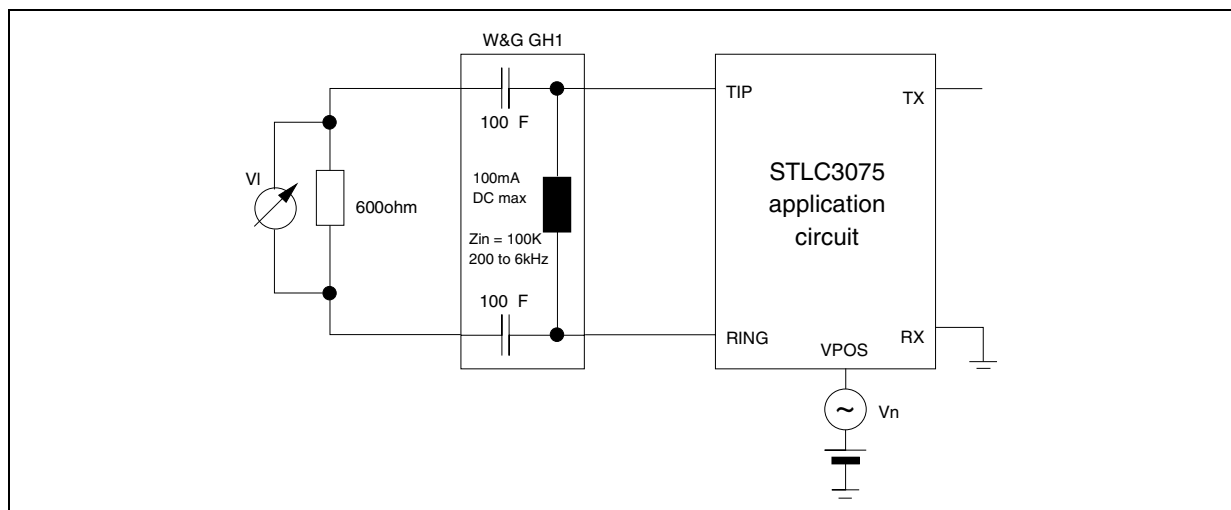 W&G GH1
TIP
TX
100 F
VI
100mA
DC max
STLC3075
application
circuit
600ohm
Zin = 100K
200 to 6kHz
100 F
RING
RX
VPOS
~
Vn